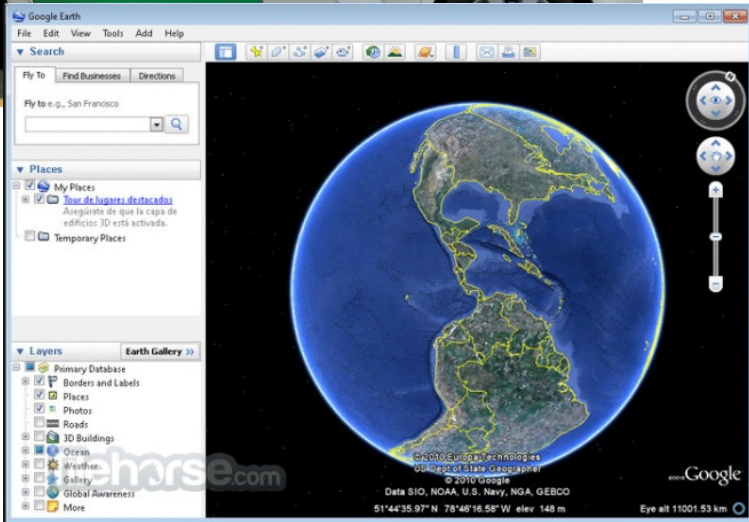 Google Earth
File Edit View Tools Add Help
Search
Fly To Find Businesses Directions
Fly to e.g., San Francisco
Places
My Places
Tour de lugares destacados
Asegúrate de que la capa de
edificios 3D está activada.
Temporary Places
Layers
Earth Gallery >>
Primary Database
Borders and Labels
Places
Photos
Roads
3D Buildings
Ocean
Weather
Gallery
Global Awareness
More
filehorse.com
© 2010 Europa Technologies
US Dept of State Geographer
© 2010 Google
Data SIO, NOAA, U.S. Navy, NGA, GEBCO
©2010 Google
51°44'35.97" N 78°46'16.58" W elev 148 m
Eye alt 11001.53 km